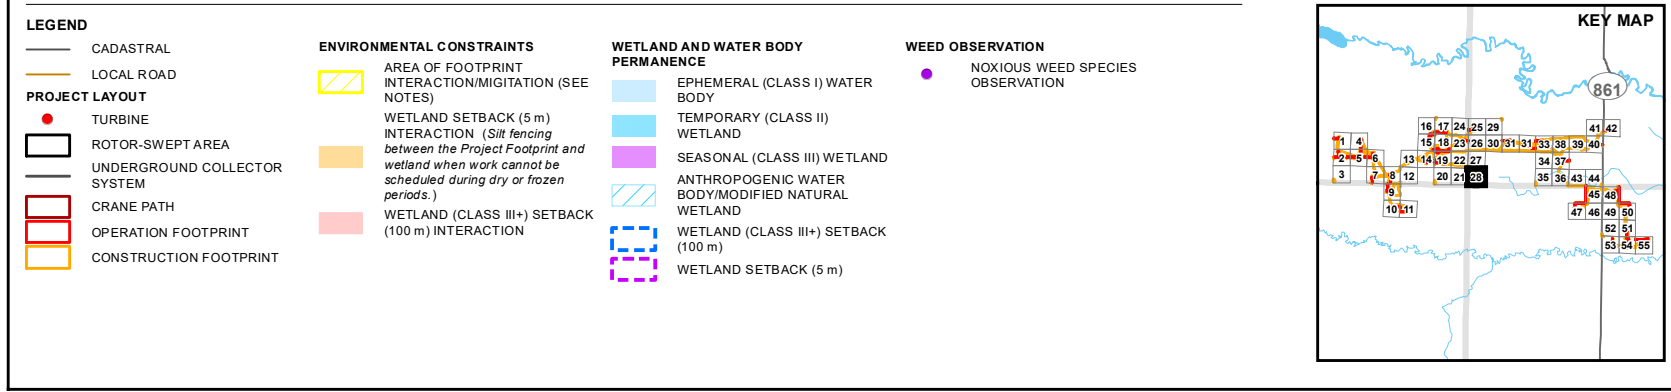 LEGEND
CADASTRAL
LOCAL ROAD
PROJECT LAYOUT
TURBINE
ROTOR-SWEPT AREA
UNDERGROUND COLLECTOR
SYSTEM
CRANE PATH
OPERATION FOOTPRINT
CONSTRUCTION FOOTPRINT
ENVIRONMENTAL CONSTRAINTS
AREA OF FOOTPRINT
INTERACTION/MIGITATION (SEE
NOTES)
WETLAND SETBACK (5 m)
INTERACTION (Silt fencing
between the Project Footprint and
wetland when work cannot be
scheduled during dry or frozen
periods.)
WETLAND (CLASS III+) SETBACK
(100 m) INTERACTION
WETLAND AND WATER BODY
PERMANENCE
EPHEMERAL (CLASS I) WATER
BODY
TEMPORARY (CLASS II)
WETLAND
SEASONAL (CLASS III) WETLAND
ANTHROPOGENIC WATER
BODY/MODIFIED NATURAL
WETLAND
WETLAND (CLASS III+) SETBACK
(100 m)
WETLAND SETBACK (5 m)
WEED OBSERVATION
NOXIOUS WEED SPECIES
OBSERVATION
KEY MAP
861
16 17 24 25 29 41 42
1 4 15 18 23 26 30 31 31 33 38 39 40
2 5 6 13 14 19 22 27 34 37
3 7 8 12 20 21 28 35 36 43 44
9 45 48
10 11 47 46 49 50
52 51
53 54 55